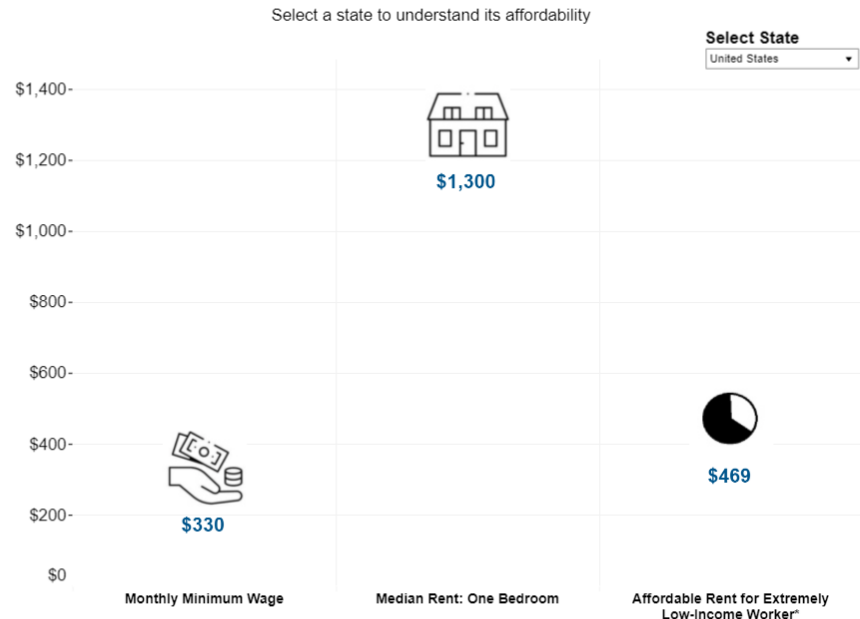 Select a state to understand its affordability
Select State
United States
$1,400-
$1,200-
$1,300
$1,000-
$800-
$600-
$400-
$469
$200-
$330
$0
Monthly Minimum Wage
Median Rent: One Bedroom
Affordable Rent for Extremely
Low-Income Worker*